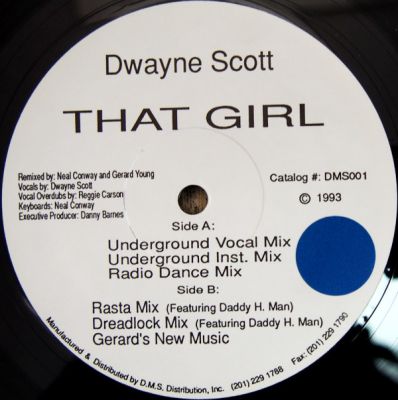 Dwayne Scott
THAT GIRL
Remixed by: Neal Conway and Gerard Young
Vocals by: Dwayne Scott
Vocal Overdubs by: Reggie Carson
Keyboards: Neal Conway
Executive Producer: Danny Barnes
Catalog #: DMS001
© 1993
Side A:
Underground Vocal Mix
Underground Inst. Mix
Radio Dance Mix
Side B:
Rasta Mix (Featuring Daddy H. Man)
Dreadlock Mix (Featuring Daddy H. Man)
Gerard's New Music
Manufactured & Distributed by D.M.S. Distribution, Inc. (201) 229 1788 Fax: (201) 229 1790